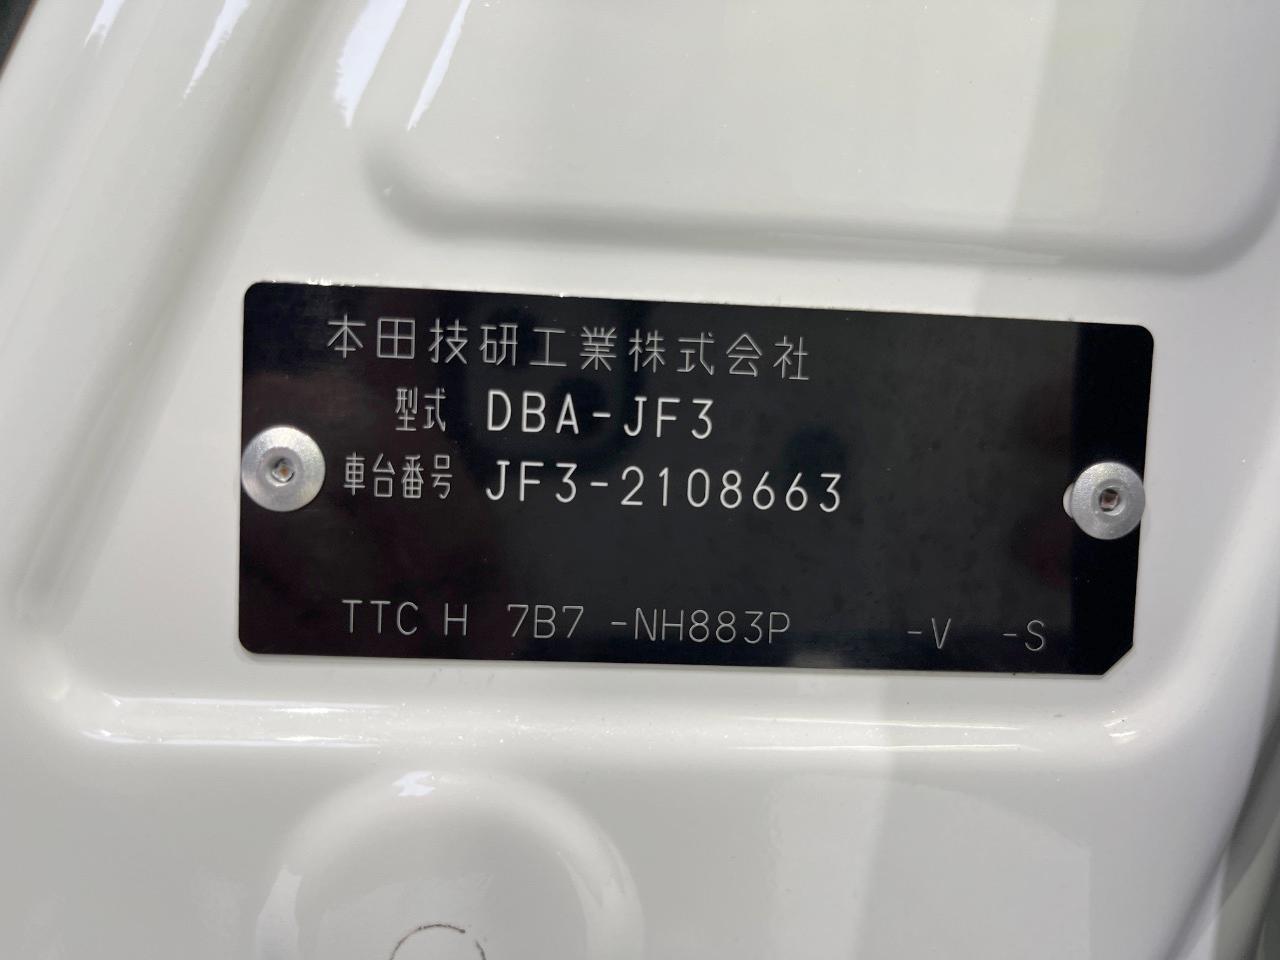 本田技研工業株式会社
型式 DBA-JF3
車台番号 JF3-2108663
TTC H 7B7 -NH883P -V -S